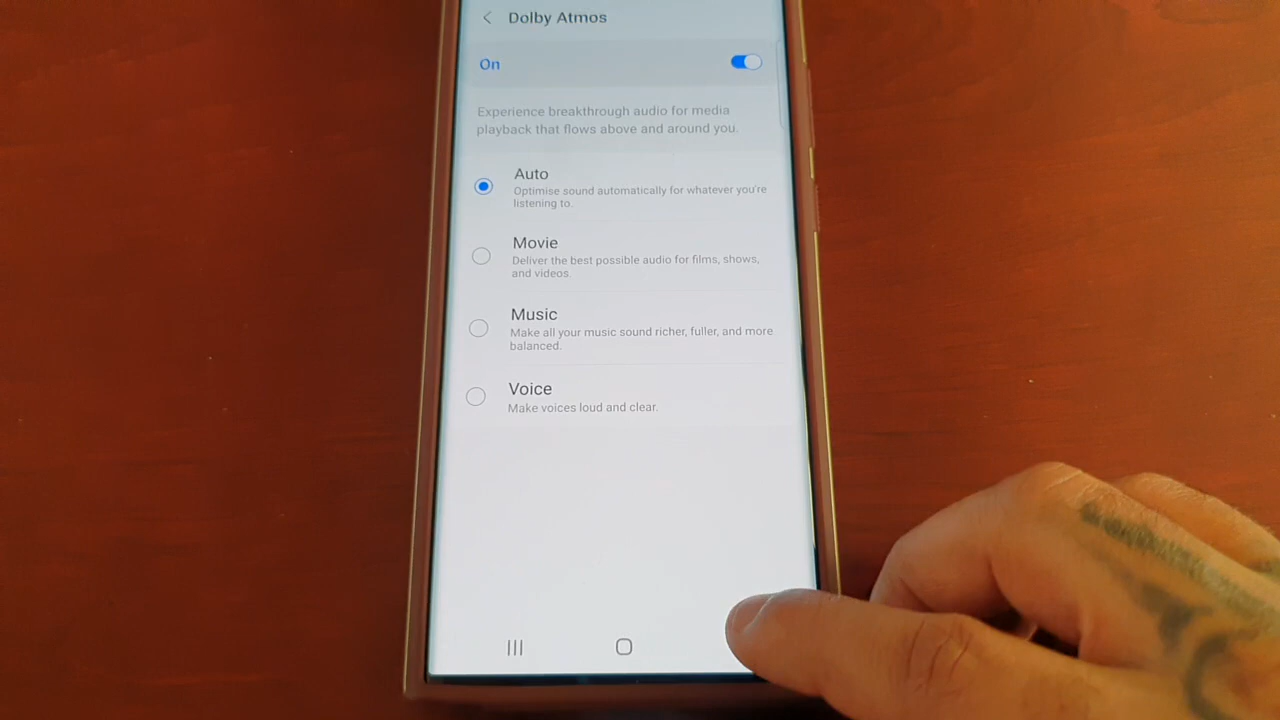 Dolby Atmos
On
Experience breakthrough audio for media
playback that flows above and around you.
Auto
Optimise sound automatically for whatever you're
listening to.
Movie
Deliver the best possible audio for films, shows,
and videos.
Music
Make all your music sound richer, fuller, and more
balanced.
Voice
Make voices loud and clear.